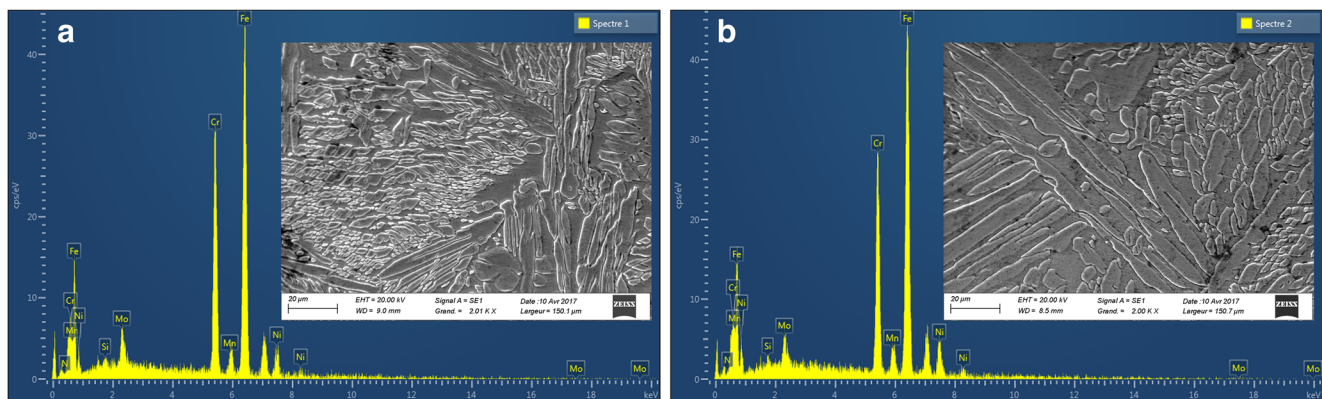 a
Spectre 1
cps/eV
40
30
20
10
0
Fe
Cr
Fe
Cr
Ni
Mn
N
Si
Mo
Mn
Ni
Ni
Mo
Mo
0 2 4 6 8 10 12 14 16 18 keV
20 µm
EHT = 20.00 kV Signal A = SE1 Date :10 Avr 2017
WD = 9.0 mm Grand. = 2.01 K X Largeur = 150.1 µm
ZEISS
b
Spectre 2
cps/eV
40
30
20
10
0
Fe
Cr
Fe
Cr
Ni
Mn
N
Si
Mo
Mn
Ni
Ni
Mo
Mo
0 2 4 6 8 10 12 14 16 18 keV
20 µm
EHT = 20.00 kV Signal A = SE1 Date :10 Avr 2017
WD = 8.5 mm Grand. = 2.00 K X Largeur = 150.7 µm
ZEISS